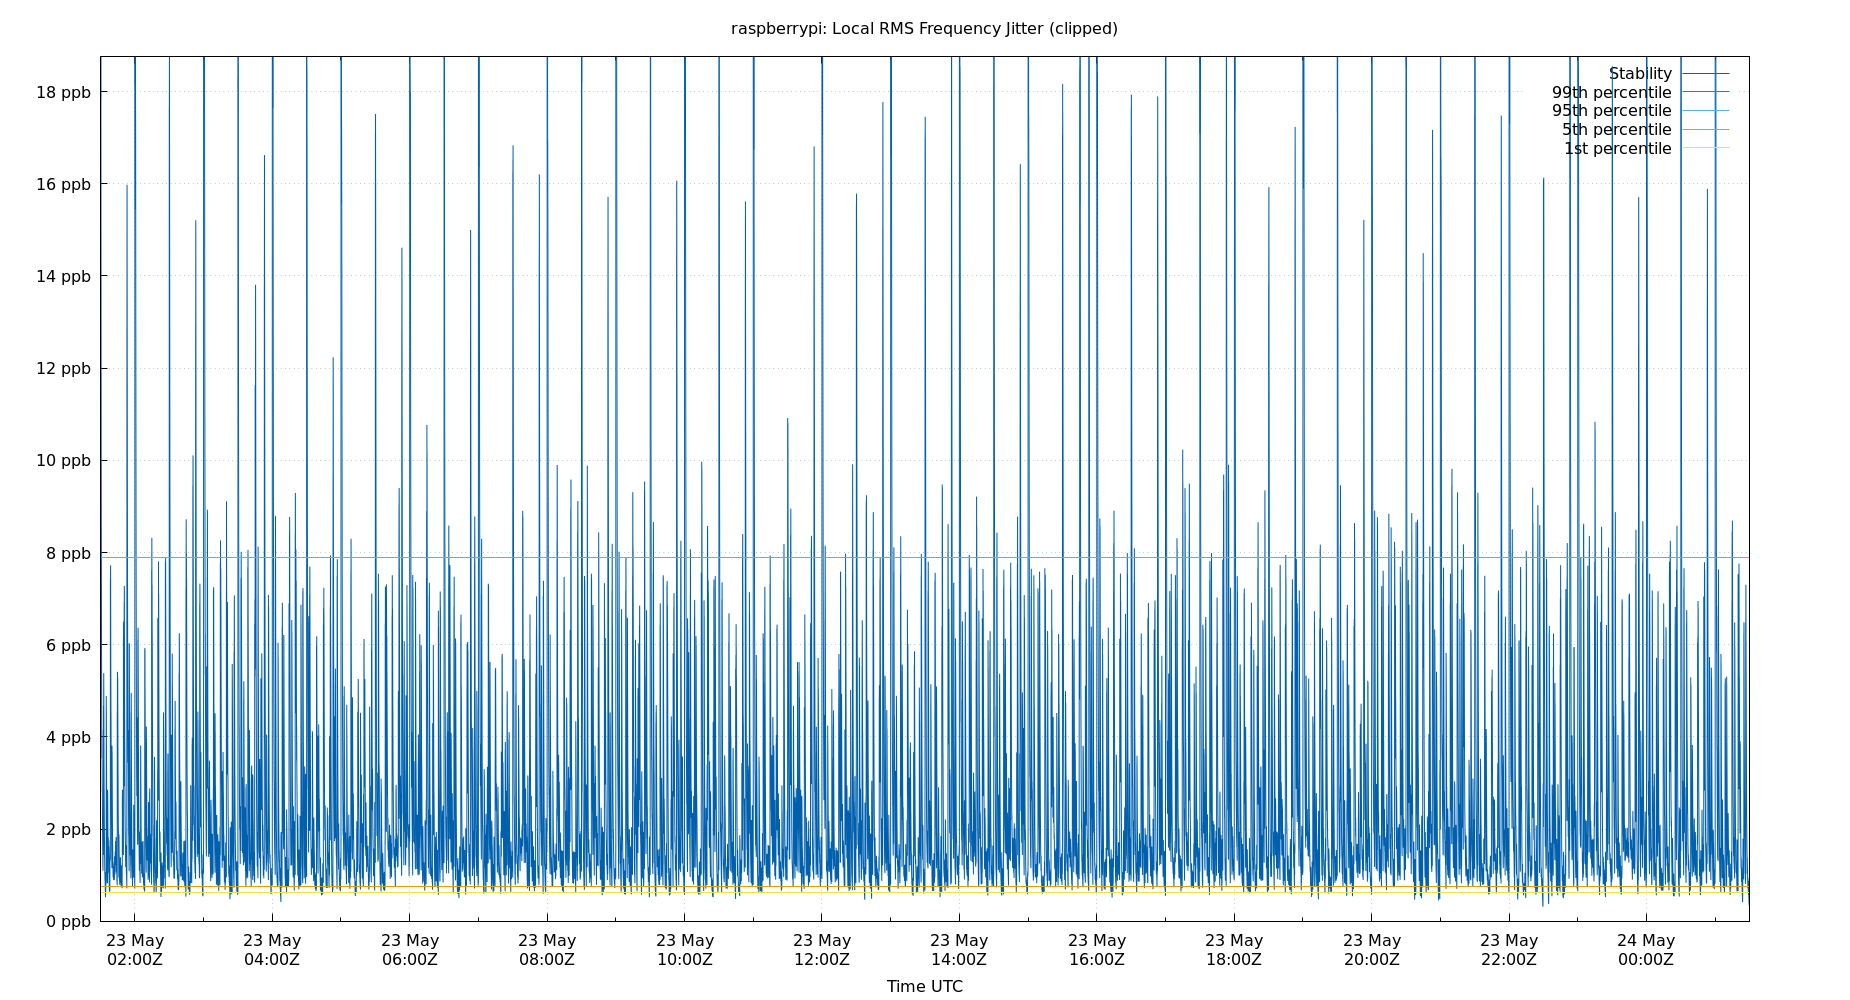 raspberrypi: Local RMS Frequency Jitter (clipped)
18 ppb
16 ppb
14 ppb
12 ppb
10 ppb
8 ppb
6 ppb
4 ppb
2 ppb
0 ppb
Stability
99th percentile
95th percentile
5th percentile
1st percentile
23 May 23 May 23 May 23 May 23 May 23 May 23 May 23 May 23 May 23 May 23 May 24 May
02:00Z 04:00Z 06:00Z 08:00Z 10:00Z 12:00Z 14:00Z 16:00Z 18:00Z 20:00Z 22:00Z 00:00Z
Time UTC